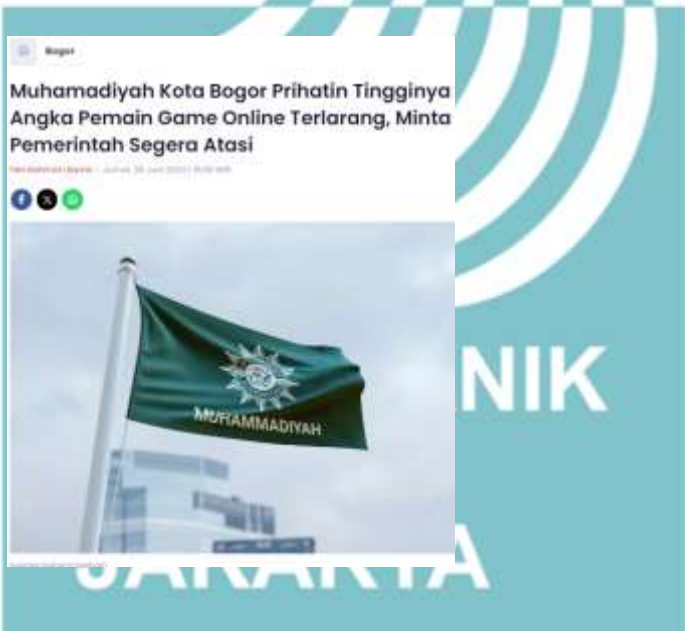 Bogor
Muhamadiyah Kota Bogor Prihatin Tingginya
Angka Pemain Game Online Terlarang, Minta
Pemerintah Segera Atasi
MUHAMMADIYAH
NIK
JAKARTA